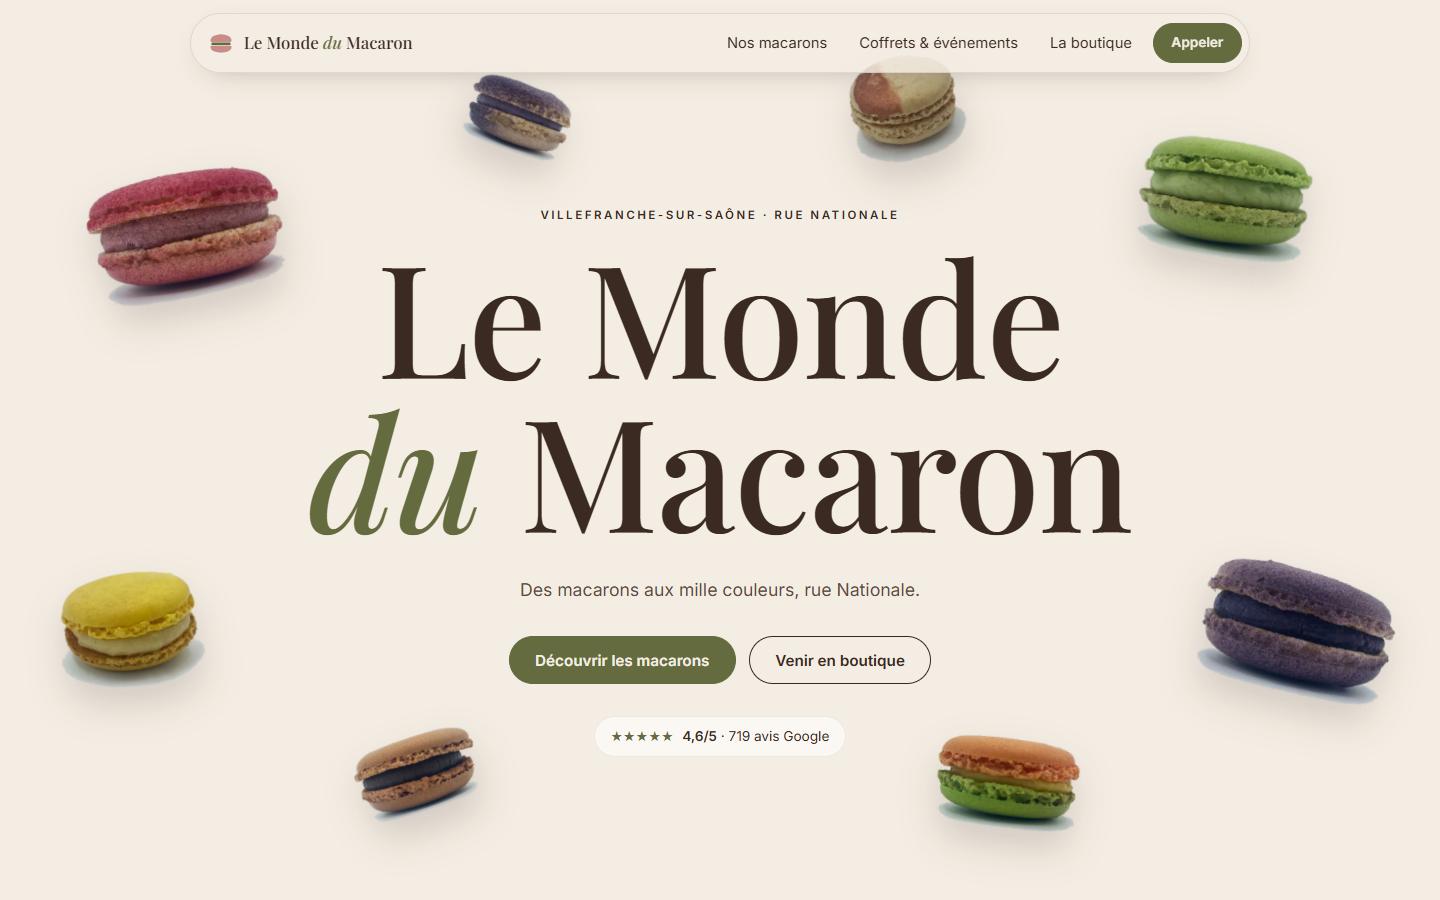 Le Monde du Macaron
Nos macarons
Coffrets & événements
La boutique
Appeler
VILLEFRANCHE-SUR-SAÔNE · RUE NATIONALE
Le Monde
du Macaron
Des macarons aux mille couleurs, rue Nationale.
Découvrir les macarons
Venir en boutique
★★★★★ 4,6/5 · 719 avis Google